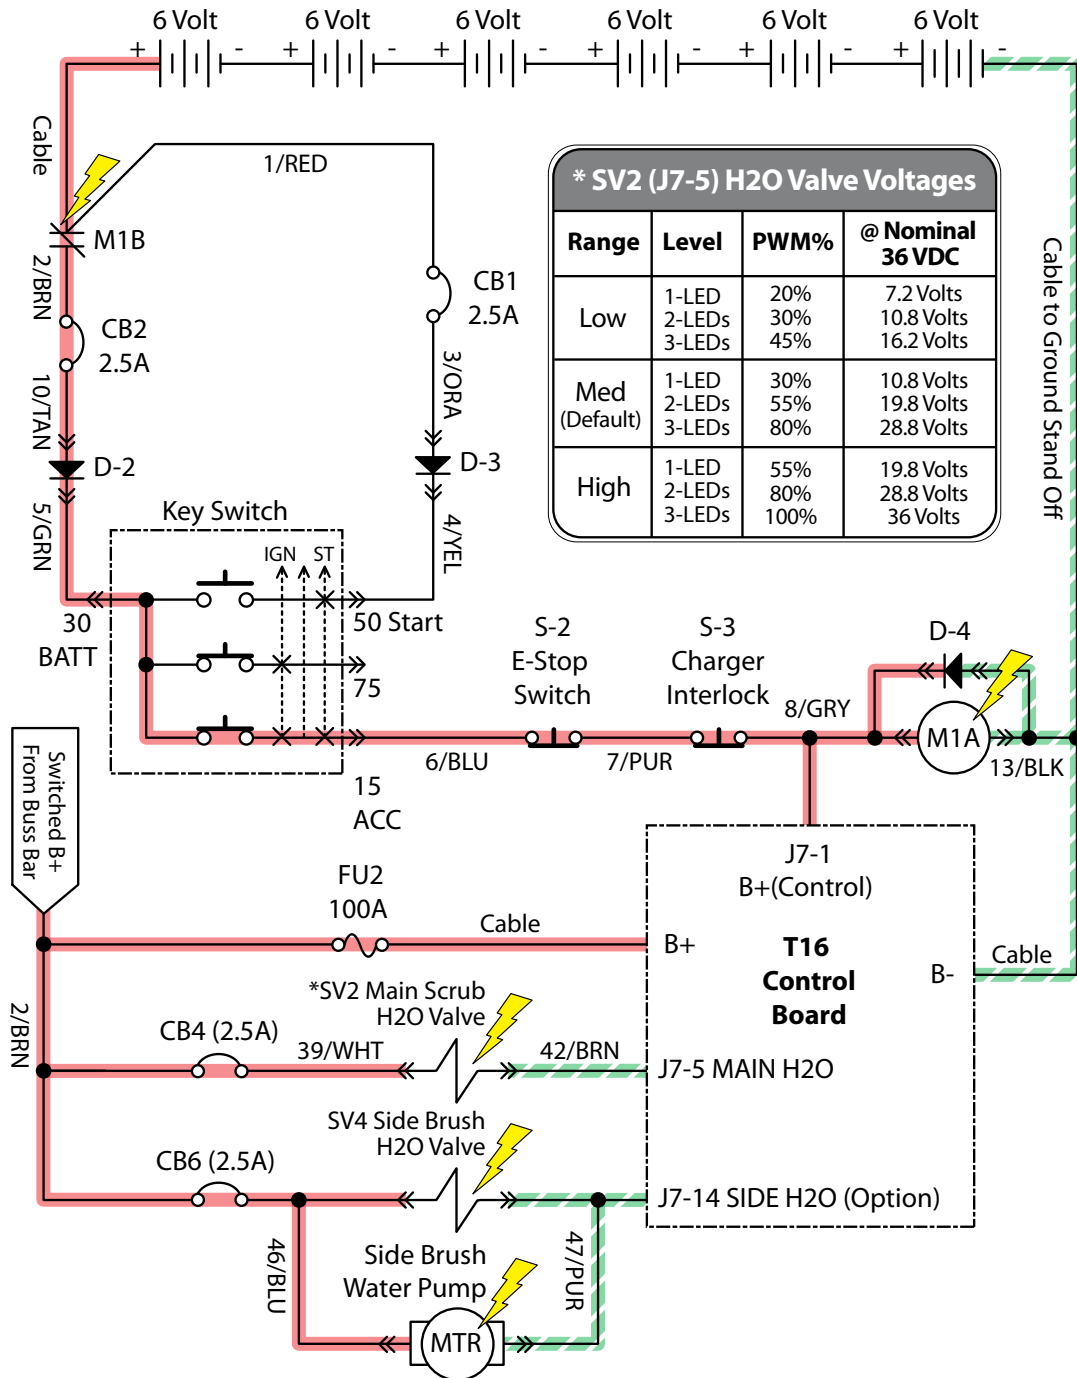 6 Volt 6 Volt 6 Volt 6 Volt 6 Volt 6 Volt
+ - + - + - + - + - + -
Cable
1/RED
M1B
2/BRN
CB2
2.5A
10/TAN
D-2
5/GRN
CB1
2.5A
3/ORA
D-3
4/YEL
* SV2 (J7-5) H2O Valve Voltages
Range Level PWM% @ Nominal
36 VDC
Low
1-LED 20% 7.2 Volts
2-LEDs 30% 10.8 Volts
3-LEDs 45% 16.2 Volts
Med
(Default)
1-LED 30% 10.8 Volts
2-LEDs 55% 19.8 Volts
3-LEDs 80% 28.8 Volts
High
1-LED 55% 19.8 Volts
2-LEDs 80% 28.8 Volts
3-LEDs 100% 36 Volts
Cable to Ground Stand Off
Key Switch
IGN ST
30
BATT
50 Start
75
15
ACC
6/BLU
S-2
E-Stop
Switch
7/PUR
S-3
Charger
Interlock
8/GRY
D-4
M1A
13/BLK
Switched B+
From Buss Bar
FU2
100A
Cable
J7-1
B+(Control)
B+
T16
Control
Board
B-
Cable
2/BRN
CB4 (2.5A)
39/WHT
*SV2 Main Scrub
H2O Valve
42/BRN
J7-5 MAIN H2O
CB6 (2.5A)
SV4 Side Brush
H2O Valve
J7-14 SIDE H2O (Option)
46/BLU
Side Brush
Water Pump
MTR
47/PUR